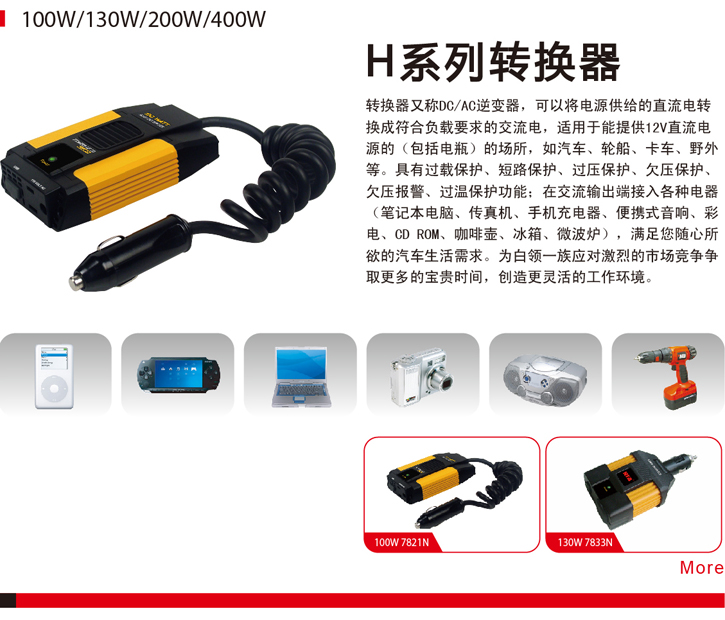 100W/130W/200W/400W
H系列转换器
转换器又称DC/AC逆变器，可以将电源供给的直流电转
换成符合负载要求的交流电，适用于能提供12V直流电
源的（包括电瓶）的场所，如汽车、轮船、卡车、野外
等。具有过载保护、短路保护、过压保护、欠压保护、
欠压报警、过温保护功能；在交流输出端接入各种电器
（笔记本电脑、传真机、手机充电器、便携式音响、彩
电、CD ROM、咖啡壶、冰箱、微波炉），满足您随心所
欲的汽车生活需求。为白领一族应对激烈的市场竞争争
取更多的宝贵时间，创造更灵活的工作环境。
100W 7821N
130W 7833N
More